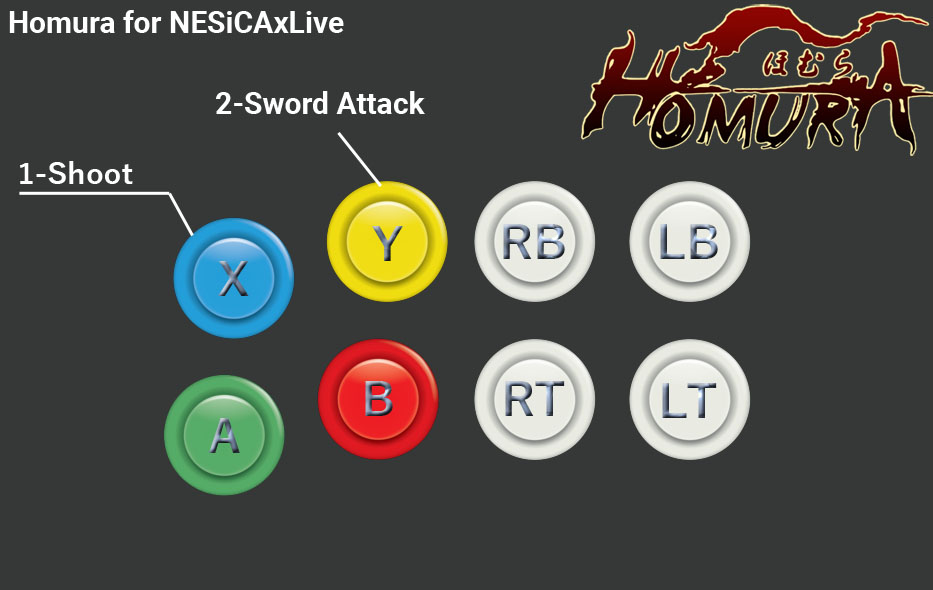 Homura for NESiCAxLive
ほむら
HOMURA
2-Sword Attack
1-Shoot
X
Y
RB
LB
A
B
RT
LT